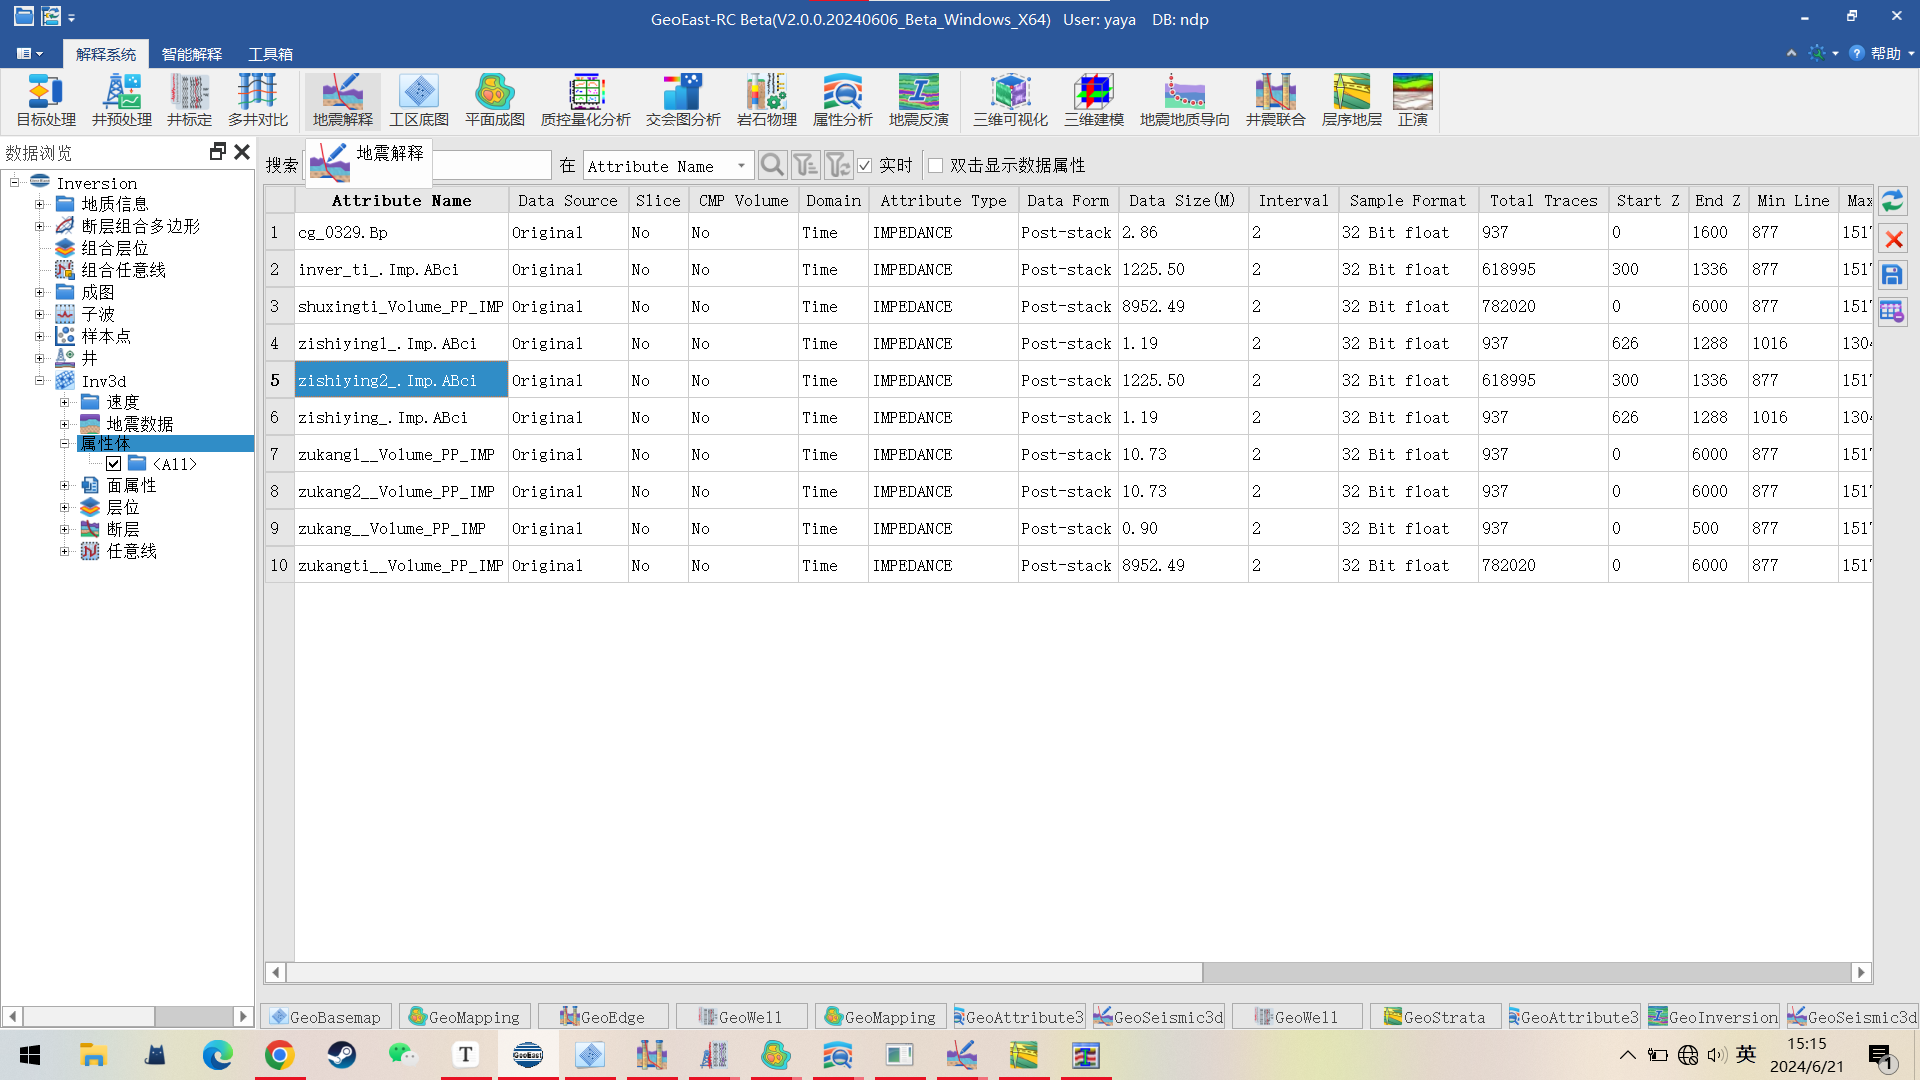 GeoEast-RC Beta(V2.0.0.20240606_Beta_Windows_X64) User: yaya DB: ndp
解释系统 智能解释 工具箱 帮助
目标处理 井预处理 井标定 多井对比 地震解释 工区底图 平面成图 质控量化分析 交会图分析 岩石物理 属性分析 地震反演 三维可视化 三维建模 地震地质导向 井震联合 层序地层 正演
数据浏览
Inversion
地质信息
断层组合多边形
组合层位
组合任意线
成图
子波
样本点
井
Inv3d
速度
地震数据
属性体
<All>
面属性
层位
断层
任意线
搜索 地震解释 在 Attribute Name 实时 双击显示数据属性
Attribute Name Data Source Slice CMP Volume Domain Attribute Type Data Form Data Size(M) Interval Sample Format Total Traces Start Z End Z Min Line Max
1 cg_0329.Bp Original No No Time IMPEDANCE Post-stack 2.86 2 32 Bit float 937 0 1600 877 151
2 inver_ti_.Imp.ABci Original No No Time IMPEDANCE Post-stack 1225.50 2 32 Bit float 618995 300 1336 877 151
3 shuxingti_Volume_PP_IMP Original No No Time IMPEDANCE Post-stack 8952.49 2 32 Bit float 782020 0 6000 877 151
4 zishiying1_.Imp.ABci Original No No Time IMPEDANCE Post-stack 1.19 2 32 Bit float 937 626 1288 1016 130
5 zishiying2_.Imp.ABci Original No No Time IMPEDANCE Post-stack 1225.50 2 32 Bit float 618995 300 1336 877 151
6 zishiying_.Imp.ABci Original No No Time IMPEDANCE Post-stack 1.19 2 32 Bit float 937 626 1288 1016 130
7 zukang1__Volume_PP_IMP Original No No Time IMPEDANCE Post-stack 10.73 2 32 Bit float 937 0 6000 877 151
8 zukang2__Volume_PP_IMP Original No No Time IMPEDANCE Post-stack 10.73 2 32 Bit float 937 0 6000 877 151
9 zukang__Volume_PP_IMP Original No No Time IMPEDANCE Post-stack 0.90 2 32 Bit float 937 0 500 877 151
10 zukangti__Volume_PP_IMP Original No No Time IMPEDANCE Post-stack 8952.49 2 32 Bit float 782020 0 6000 877 151
GeoBasemap GeoMapping GeoEdge GeoWell GeoMapping GeoAttribute3 GeoSeismic3d GeoWell GeoStrata GeoAttribute3 GeoInversion GeoSeismic3d
T GeoEast 英 15:15
2024/6/21 1